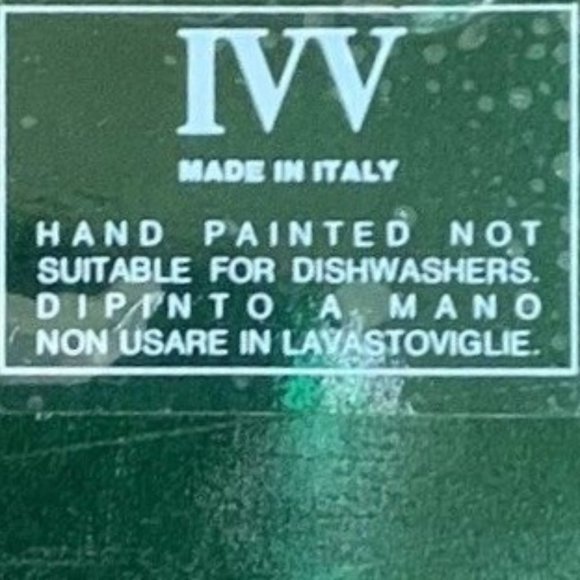 IVV
MADE IN ITALY
HAND PAINTED NOT
SUITABLE FOR DISHWASHERS.
DIPINTO A MANO
NON USARE IN LAVASTOVIGLIE.